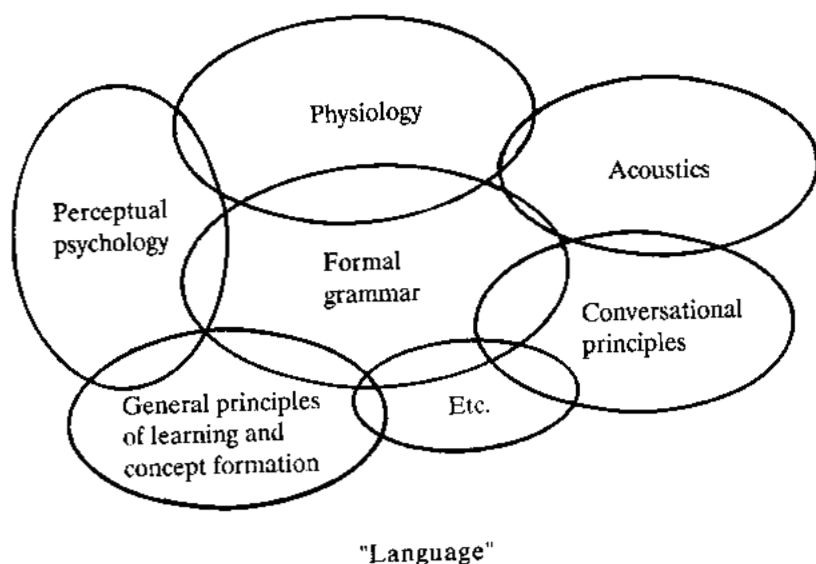 Physiology
Acoustics
Perceptual
psychology
Formal
grammar
Conversational
principles
General principles
of learning and
concept formation
Etc.
"Language"